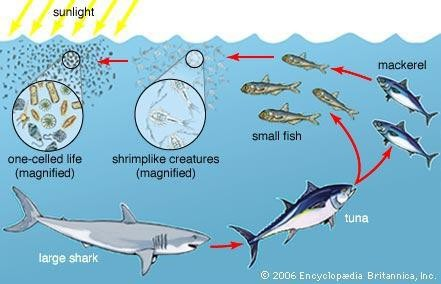 sunlight
mackerel
small fish
one-celled life
(magnified)
shrimplike creatures
(magnified)
tuna
large shark
© 2006 Encyclopædia Britannica, Inc.